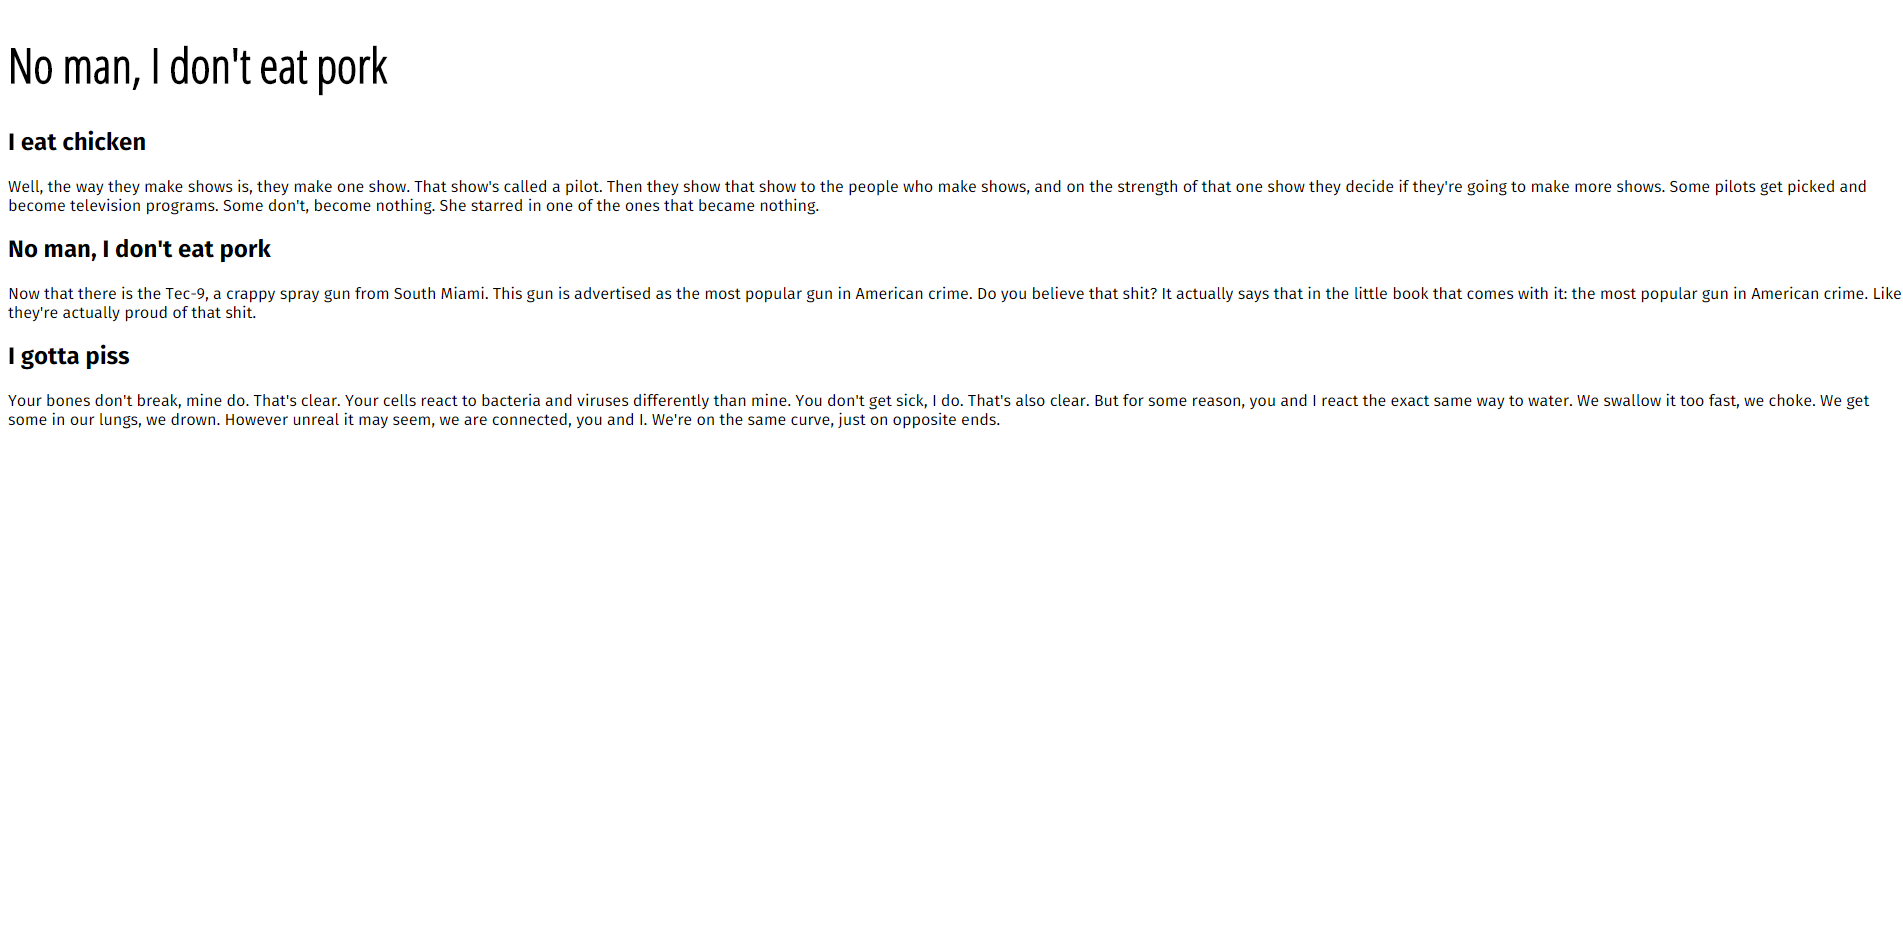 No man, I don't eat pork
I eat chicken
Well, the way they make shows is, they make one show. That show's called a pilot. Then they show that show to the people who make shows, and on the strength of that one show they decide if they're going to make more shows. Some pilots get picked and
become television programs. Some don't, become nothing. She starred in one of the ones that became nothing.
No man, I don't eat pork
Now that there is the Tec-9, a crappy spray gun from South Miami. This gun is advertised as the most popular gun in American crime. Do you believe that shit? It actually says that in the little book that comes with it: the most popular gun in American crime. Like
they're actually proud of that shit.
I gotta piss
Your bones don't break, mine do. That's clear. Your cells react to bacteria and viruses differently than mine. You don't get sick, I do. That's also clear. But for some reason, you and I react the exact same way to water. We swallow it too fast, we choke. We get
some in our lungs, we drown. However unreal it may seem, we are connected, you and I. We're on the same curve, just on opposite ends.